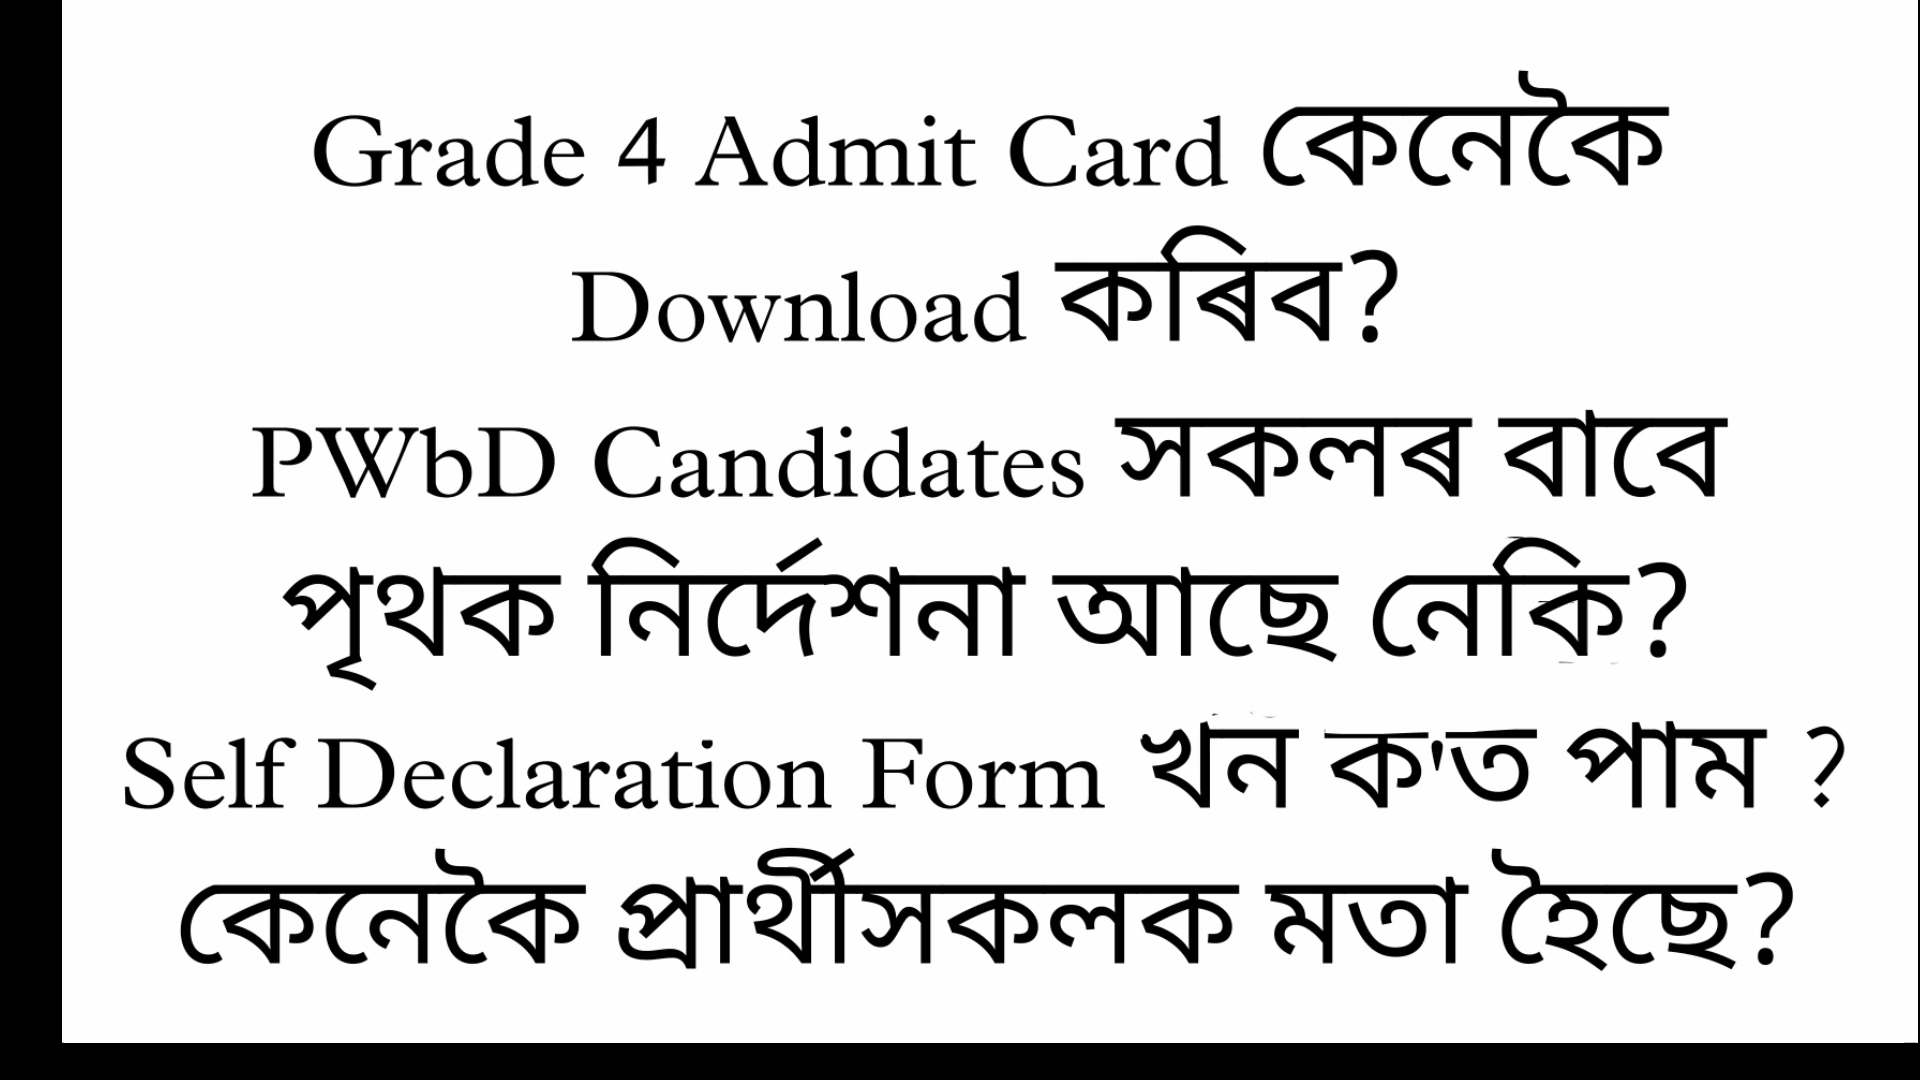 Grade 4 Admit Card কেনেকৈ
Download কৰিব?
PWbD Candidates সকলৰ বাবে
পৃথক নিৰ্দেশনা আছে নেকি?
Self Declaration Form খন ক'ত পাম ?
কেনেকৈ প্ৰাৰ্থীসকলক মতা হৈছে?